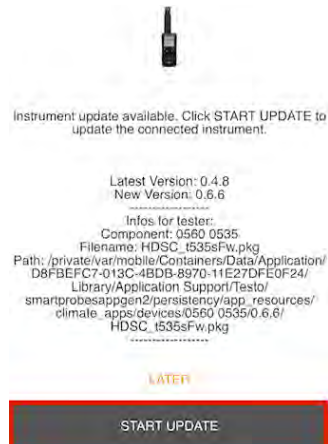 Instrument update available. Click START UPDATE to
update the connected instrument.
Latest Version: 0.4.8
New Version: 0.6.6
------------------
Infos for tester:
Component: 0560 0535
Filename: HDSC_t535sFw.pkg
Path: /private/var/mobile/Containers/Data/Application/
D8FBEFC7-013C-4BDB-8970-11E27DFE0F24/
Library/Application Support/Testo/
smartprobesappgen2/persistency/app_resources/
climate_apps/devices/0560 0535/0.6.6/
HDSC_t535sFw.pkg
------------------
LATER
START UPDATE